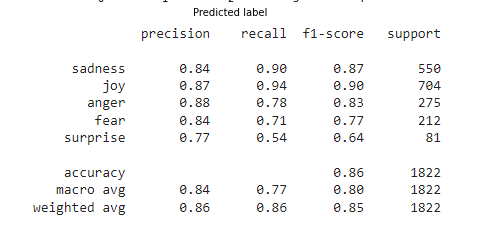 Predicted label
precision recall f1-score support
sadness 0.84 0.90 0.87 550
joy 0.87 0.94 0.90 704
anger 0.88 0.78 0.83 275
fear 0.84 0.71 0.77 212
surprise 0.77 0.54 0.64 81
accuracy 0.86 1822
macro avg 0.84 0.77 0.80 1822
weighted avg 0.86 0.86 0.85 1822